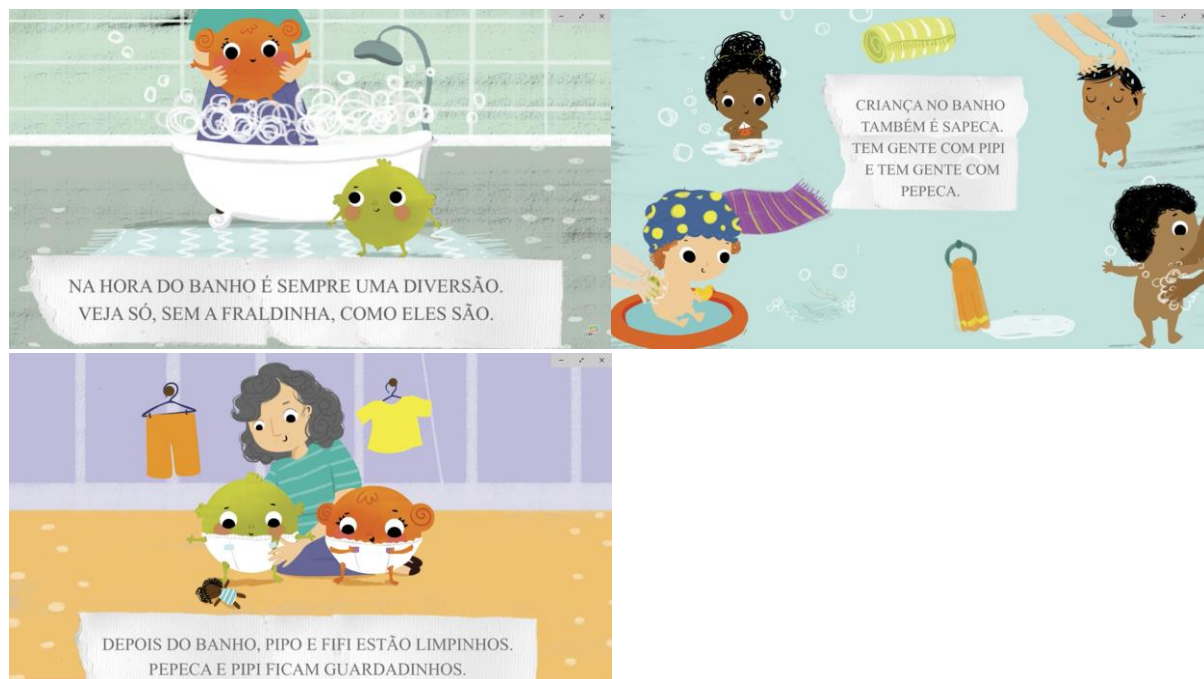 NA HORA DO BANHO É SEMPRE UMA DIVERSÃO.
VEJA SÓ, SEM A FRALDINHA, COMO ELES SÃO.
CRIANÇA NO BANHO
TAMBÉM É SAPECA.
TEM GENTE COM PIPI
E TEM GENTE COM
PEPECA.
DEPOIS DO BANHO, PIPO E FIFI ESTÃO LIMPINHOS.
PEPECA E PIPI FICAM GUARDADINHOS.